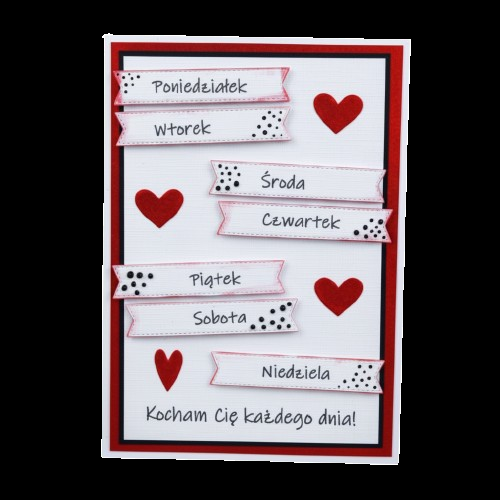 Poniedziałek
Wtorek
Środa
Czwartek
Piątek
Sobota
Niedziela
Kocham Cię każdego dnia!